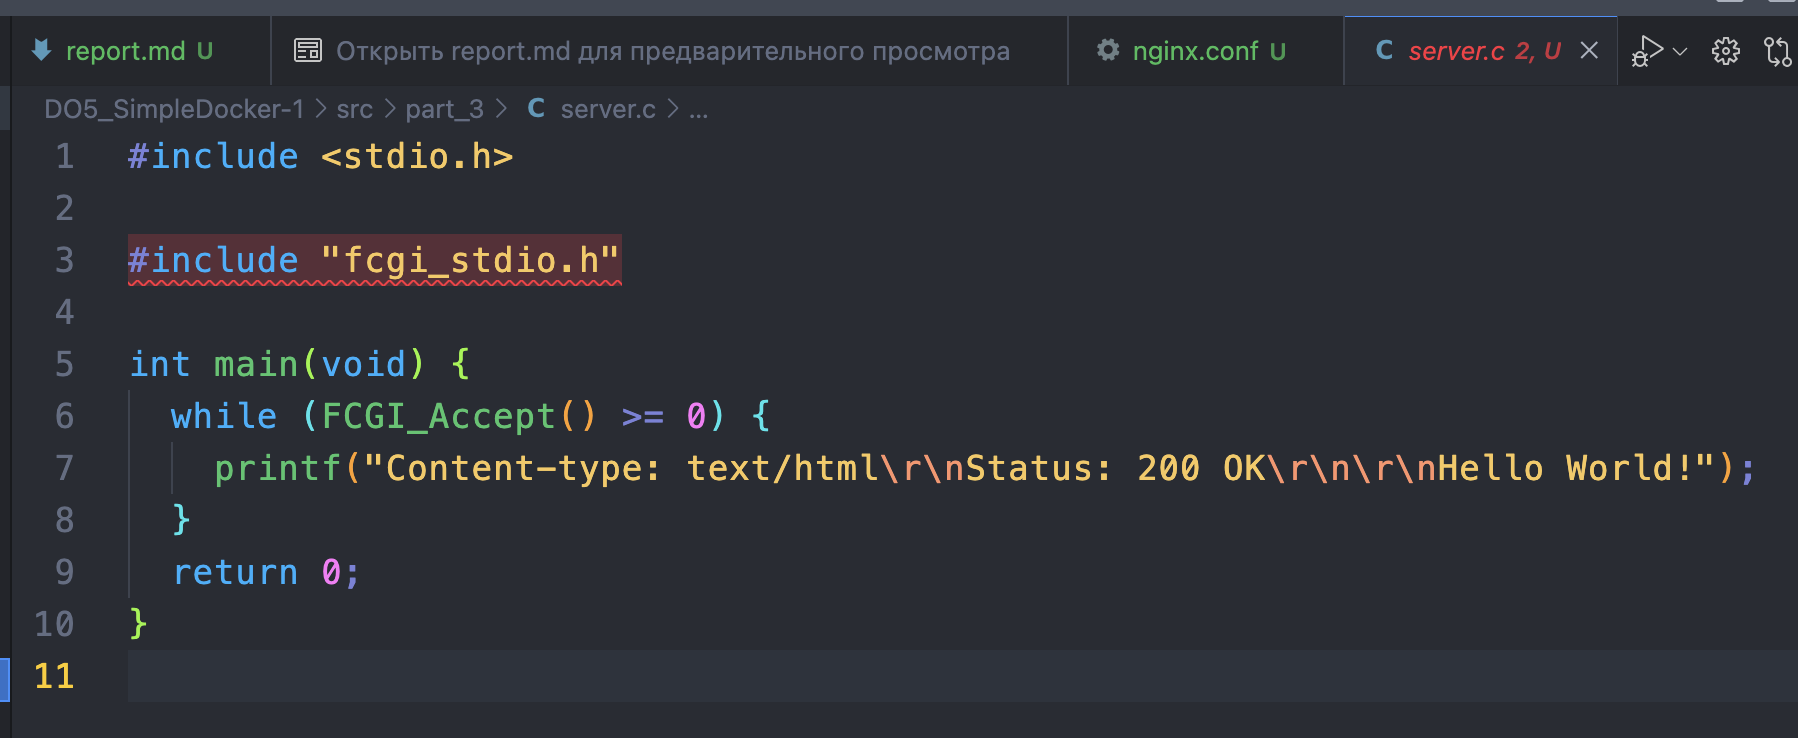 report.md U
Открыть report.md для предварительного просмотра
nginx.conf U
C server.c 2, U
DO5_SimpleDocker-1 > src > part_3 > C server.c > ...
1 #include <stdio.h>
2
3 #include "fcgi_stdio.h"
4
5 int main(void) {
6 while (FCGI_Accept() >= 0) {
7 printf("Content-type: text/html\r\nStatus: 200 OK\r\n\r\nHello World!");
8 }
9 return 0;
10 }
11